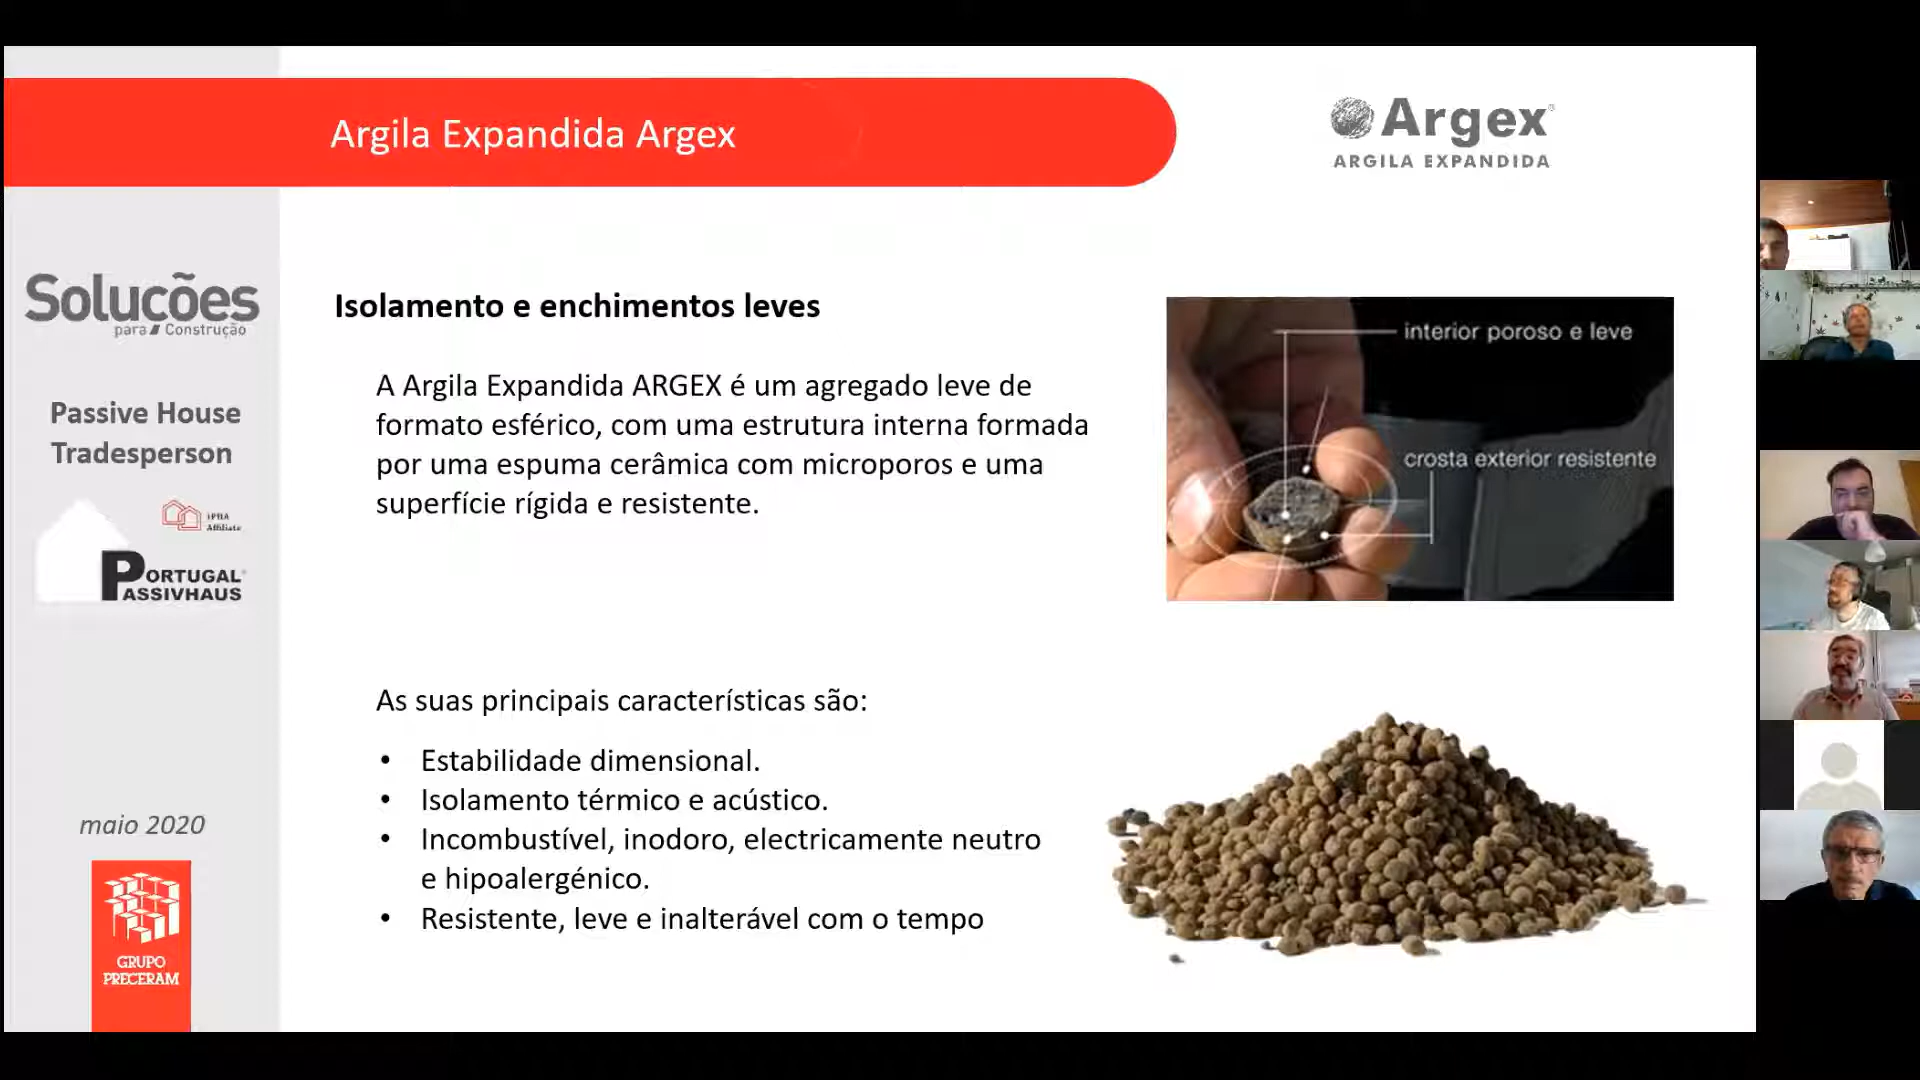 Argila Expandida Argex
Argex
ARGILA EXPANDIDA
Soluções
para Construção
Passive House
Tradesperson
iPHA
Affiliate
PORTUGAL
PASSIVHAUS
maio 2020
GRUPO
PRECERAM
Isolamento e enchimentos leves
A Argila Expandida ARGEX é um agregado leve de
formato esférico, com uma estrutura interna formada
por uma espuma cerâmica com microporos e uma
superfície rígida e resistente.
interior poroso e leve
crosta exterior resistente
As suas principais características são:
• Estabilidade dimensional.
• Isolamento térmico e acústico.
• Incombustível, inodoro, electricamente neutro
e hipoalergénico.
• Resistente, leve e inalterável com o tempo